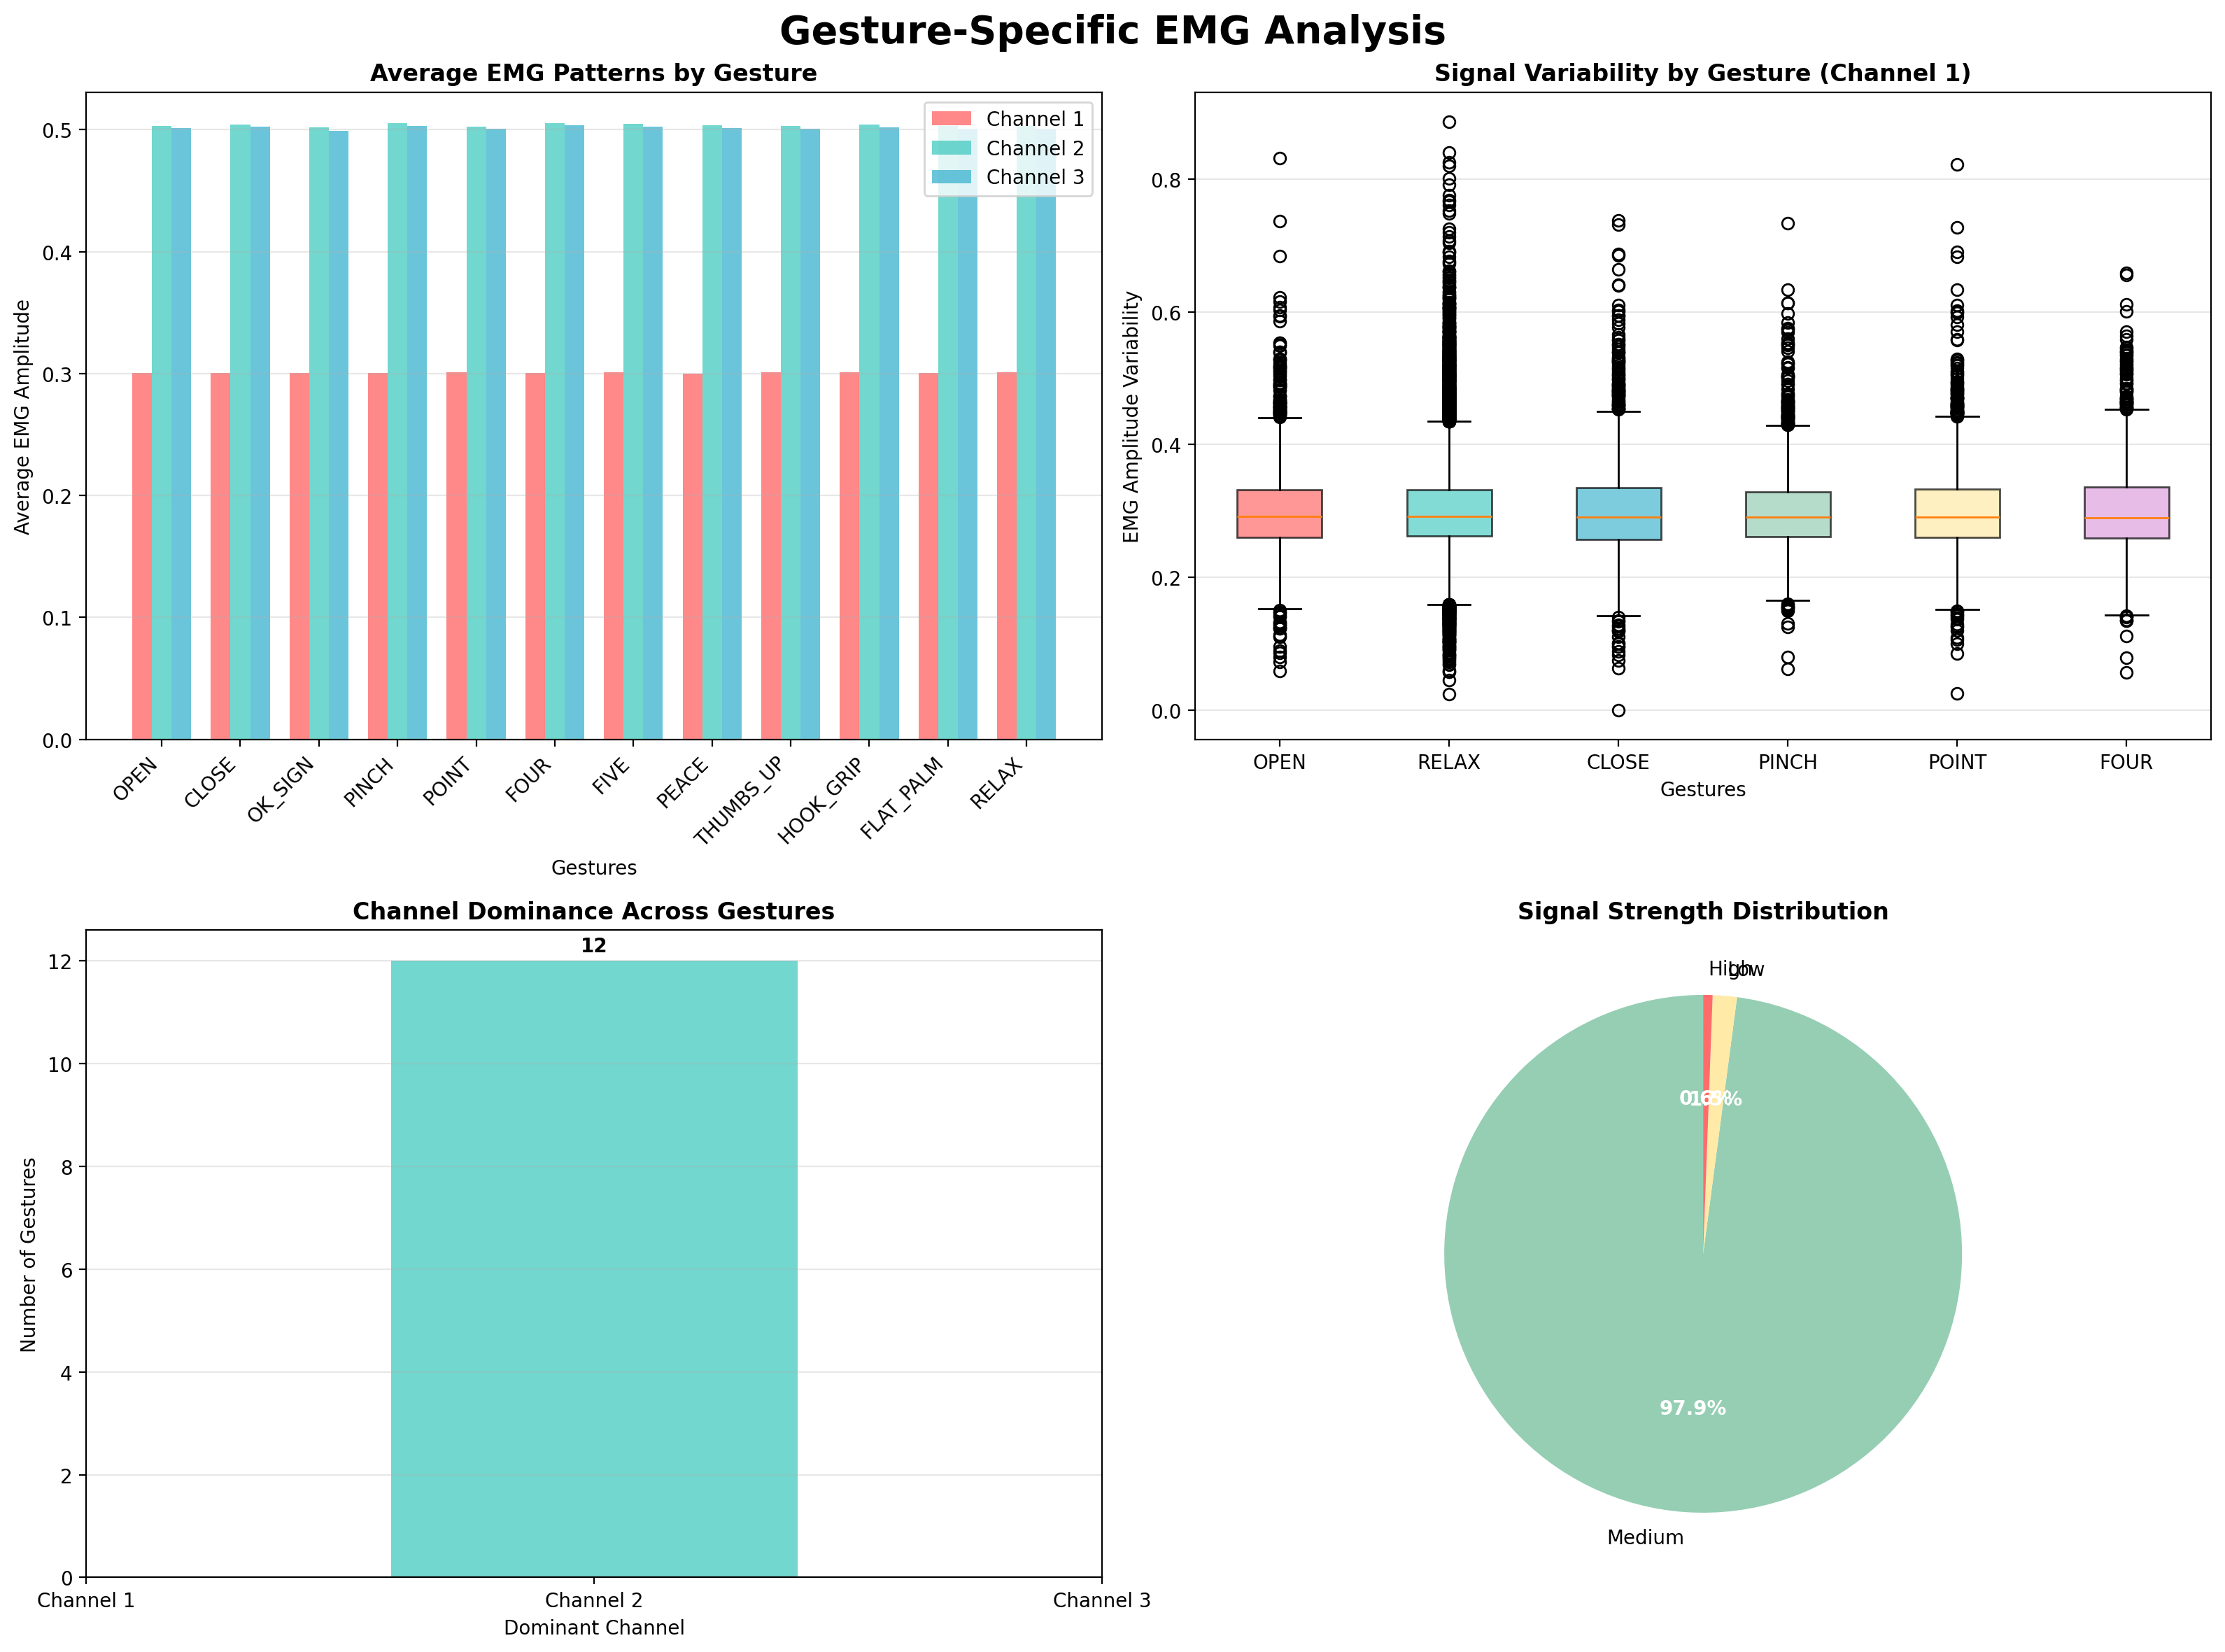 Gesture-Specific EMG Analysis
Average EMG Patterns by Gesture
Average EMG Amplitude
0.5
0.4
0.3
0.2
0.1
0.0
Channel 1
Channel 2
Channel 3
OPEN
CLOSE
OK_SIGN
PINCH
POINT
FOUR
FIVE
PEACE
THUMBS_UP
HOOK_GRIP
FLAT_PALM
RELAX
Gestures
Signal Variability by Gesture (Channel 1)
EMG Amplitude Variability
0.8
0.6
0.4
0.2
0.0
OPEN
RELAX
CLOSE
PINCH
POINT
FOUR
Gestures
Channel Dominance Across Gestures
Number of Gestures
12
12
10
8
6
4
2
0
Channel 1
Channel 2
Channel 3
Dominant Channel
Signal Strength Distribution
High
Low
97.9%
Medium